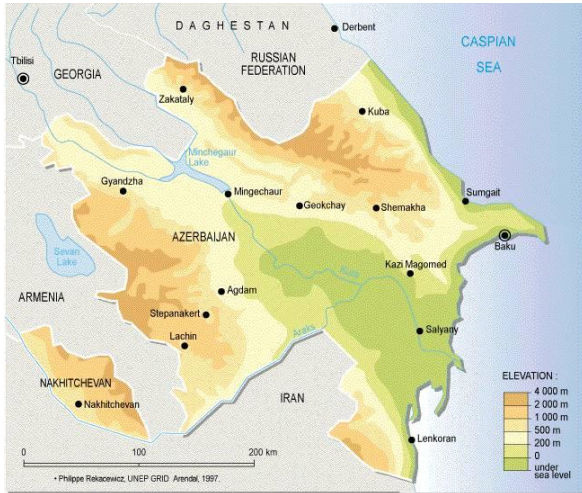 DAGHESTAN
Derbent
CASPIAN
SEA
Tbilisi
GEORGIA
RUSSIAN
FEDERATION
Zakataly
Kuba
Minchegaur
Lake
Gyandzha
Mingechaur
Geokchay
Shemakha
Sumgait
Baku
AZERBAIJAN
Sevan
Lake
Kazi Magomed
Kura
ARMENIA
Agdam
Stepanakert
Lachin
Araks
Salyany
NAKHITCHEVAN
Nakhitchevan
IRAN
Lenkoran
ELEVATION :
4 000 m
2 000 m
1 000 m
500 m
200 m
0
under
sea level
0 100 200 km
• Philippe Rekacewicz, UNEP GRID Arendal, 1997.